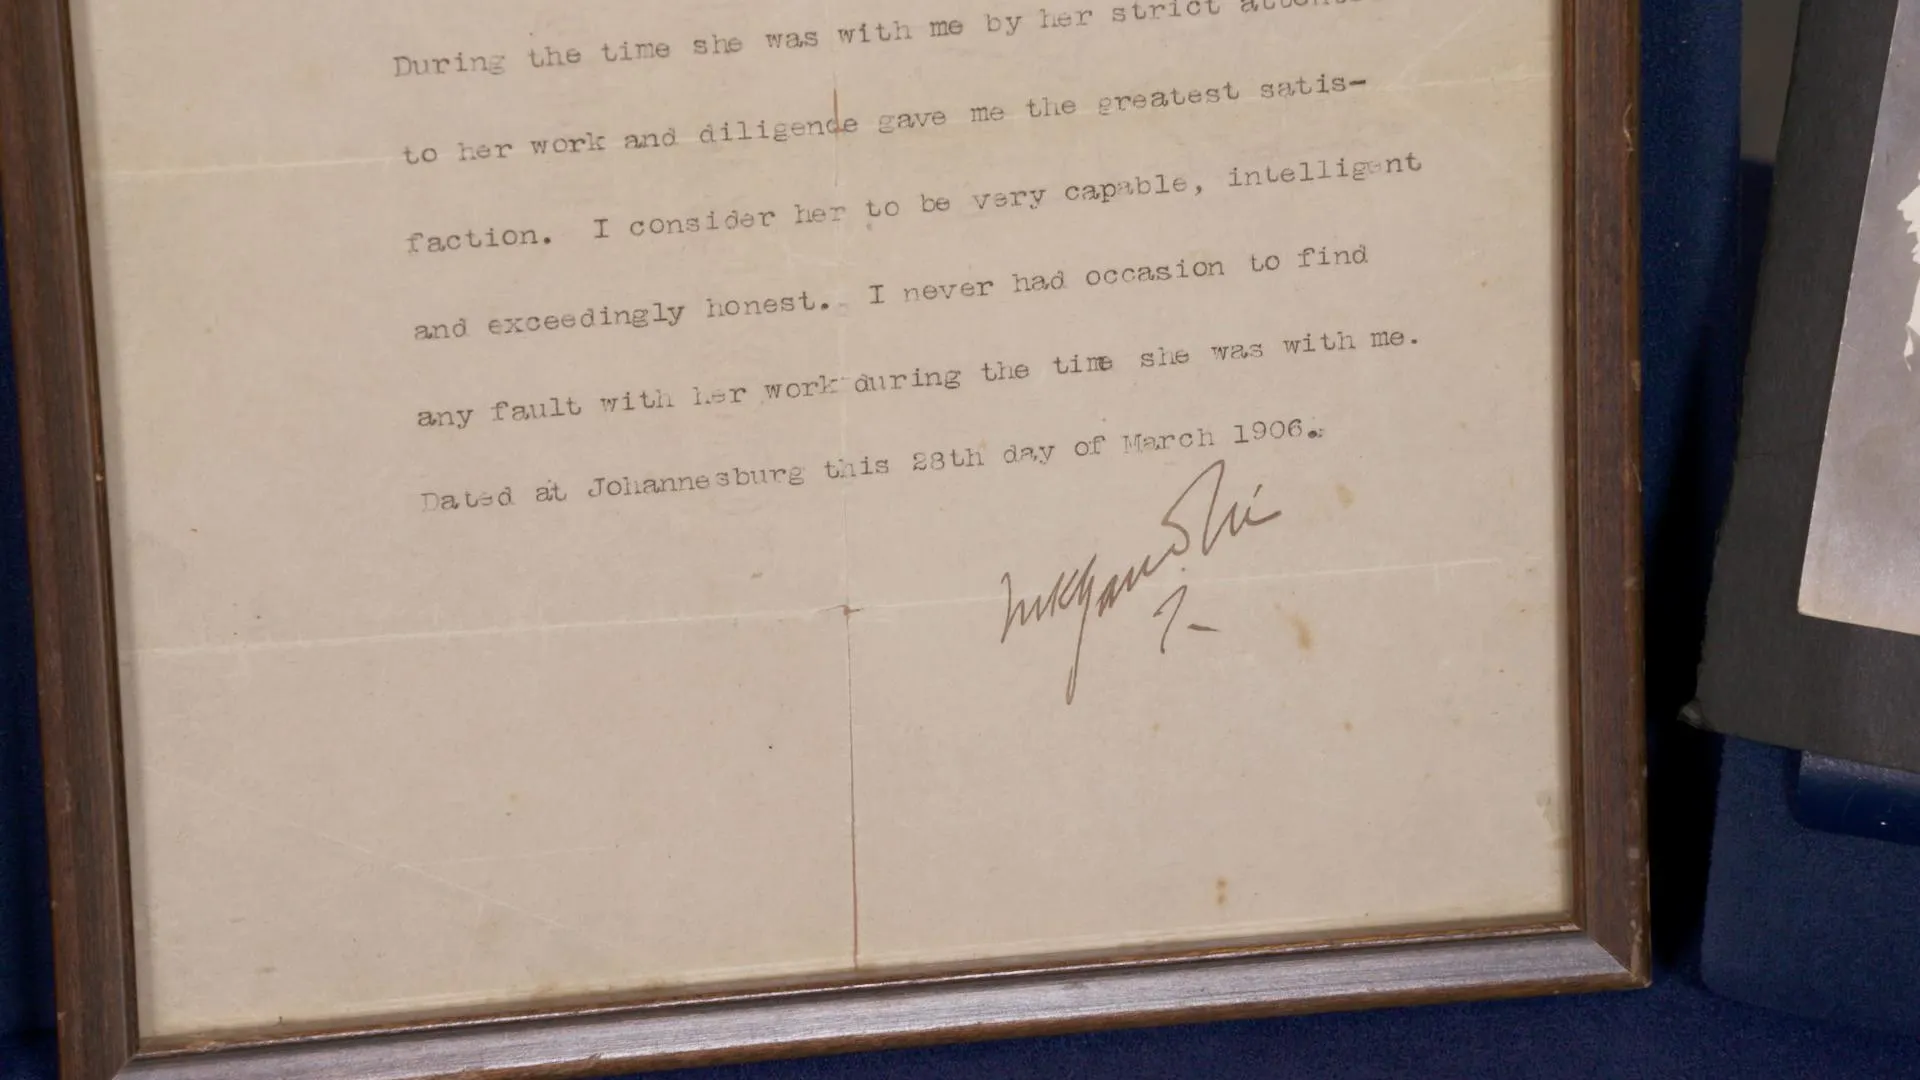 During the time she was with me by her strict
to her work and diligence gave me the greatest satis-
faction. I consider her to be very capable, intelligent
and exceedingly honest. I never had occasion to find
any fault with her work during the time she was with me.
Dated at Johannesburg this 28th day of March 1906.
MKGandhi